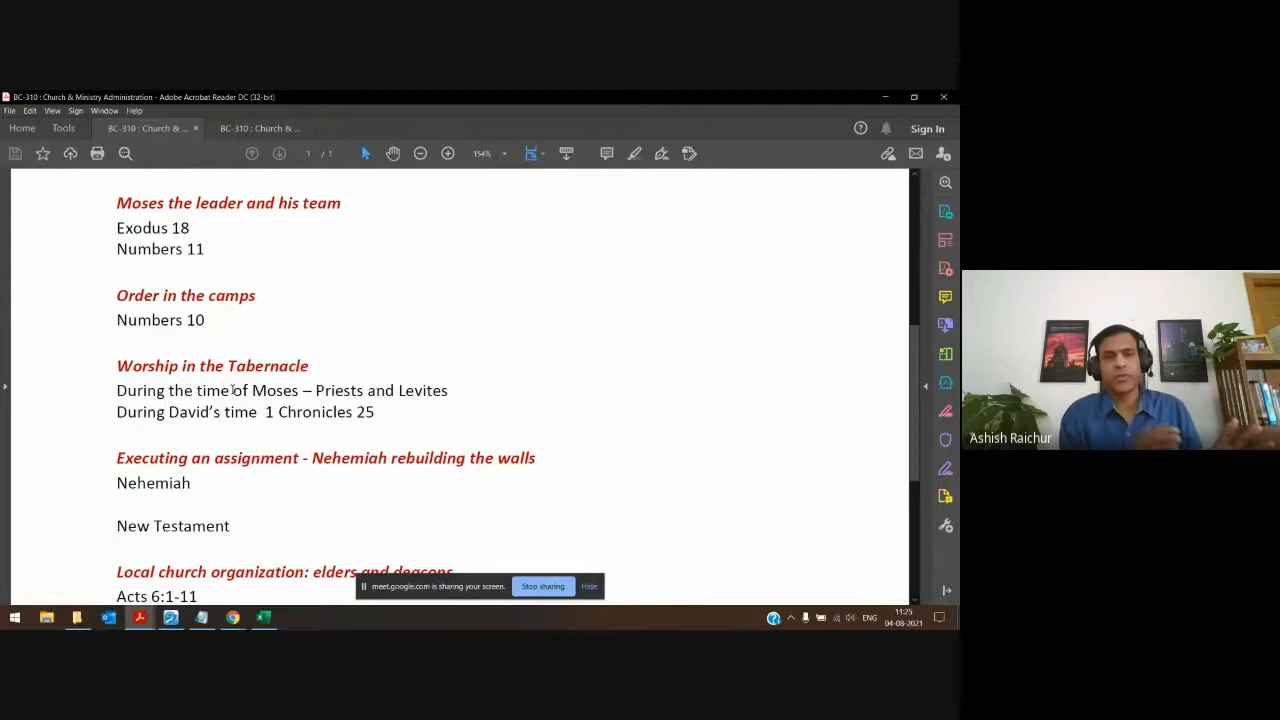 BC-310 : Church & Ministry Administration - Adobe Acrobat Reader DC (32-bit)
File Edit View Sign Window Help
Home Tools BC-310 : Church & ... × BC-310 : Church & ... Sign In
1 / 1 154%
Moses the leader and his team
Exodus 18
Numbers 11
Order in the camps
Numbers 10
Worship in the Tabernacle
During the time of Moses – Priests and Levites
During David's time 1 Chronicles 25
Executing an assignment - Nehemiah rebuilding the walls
Nehemiah
New Testament
Local church organization: elders and deacons
Acts 6:1-11
meet.google.com is sharing your screen. Stop sharing Hide
ENG
11:25
04-08-2021
Ashish Raichur